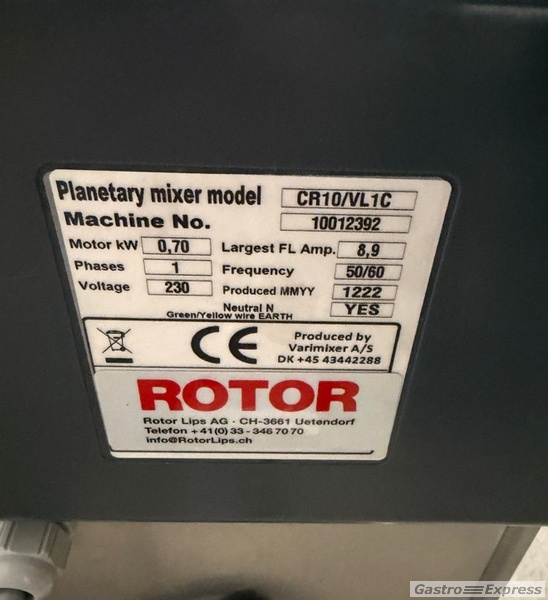 Planetary mixer model CR10/VL1C
Machine No. 10012392
Motor kW 0,70 Largest FL Amp. 8,9
Phases 1 Frequency 50/60
Voltage 230 Produced MMYY 1222
Neutral N YES
Green/Yellow wire EARTH
CE Produced by
Varimixer A/S
DK +45 43442288
ROTOR
Rotor Lips AG · CH-3661 Uetendorf
Telefon +41(0) 33 - 346 70 70
info@RotorLips.ch
Gastro Express